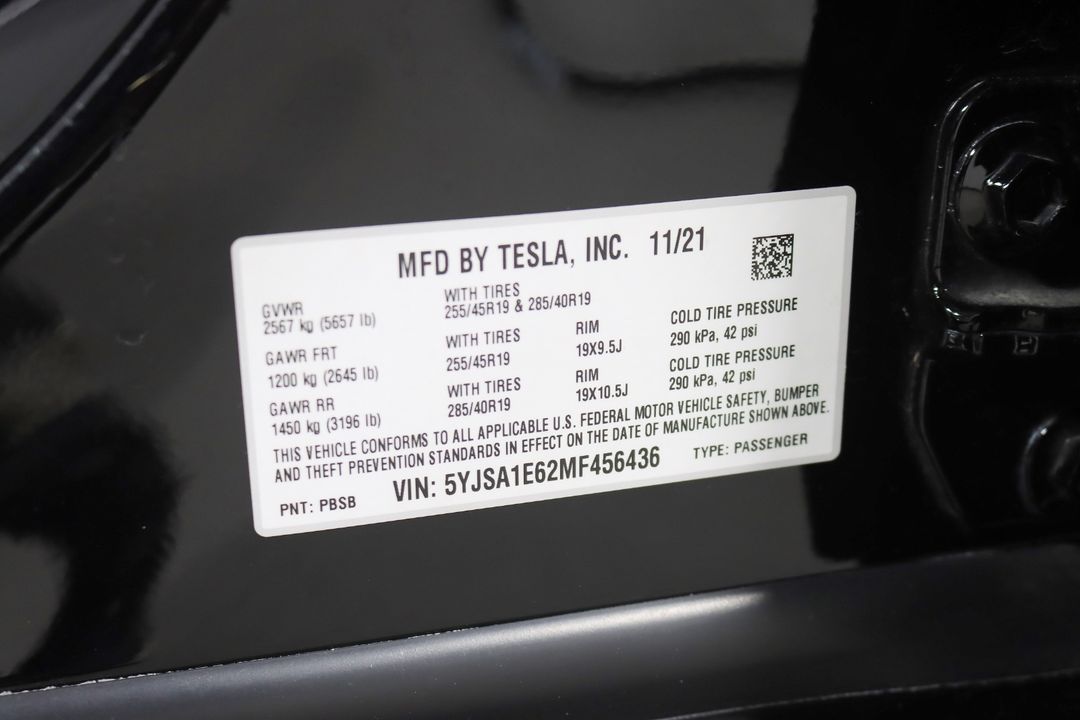 MFD BY TESLA, INC. 11/21
GVWR
2567 kg (5657 lb)
WITH TIRES
255/45R19 & 285/40R19
GAWR FRT
1200 kg (2645 lb)
WITH TIRES
255/45R19
RIM
19X9.5J
COLD TIRE PRESSURE
290 kPa, 42 psi
GAWR RR
1450 kg (3196 lb)
WITH TIRES
285/40R19
RIM
19X10.5J
COLD TIRE PRESSURE
290 kPa, 42 psi
THIS VEHICLE CONFORMS TO ALL APPLICABLE U.S. FEDERAL MOTOR VEHICLE SAFETY, BUMPER
AND THEFT PREVENTION STANDARDS IN EFFECT ON THE DATE OF MANUFACTURE SHOWN ABOVE.
PNT: PBSB VIN: 5YJSA1E62MF456436 TYPE: PASSENGER